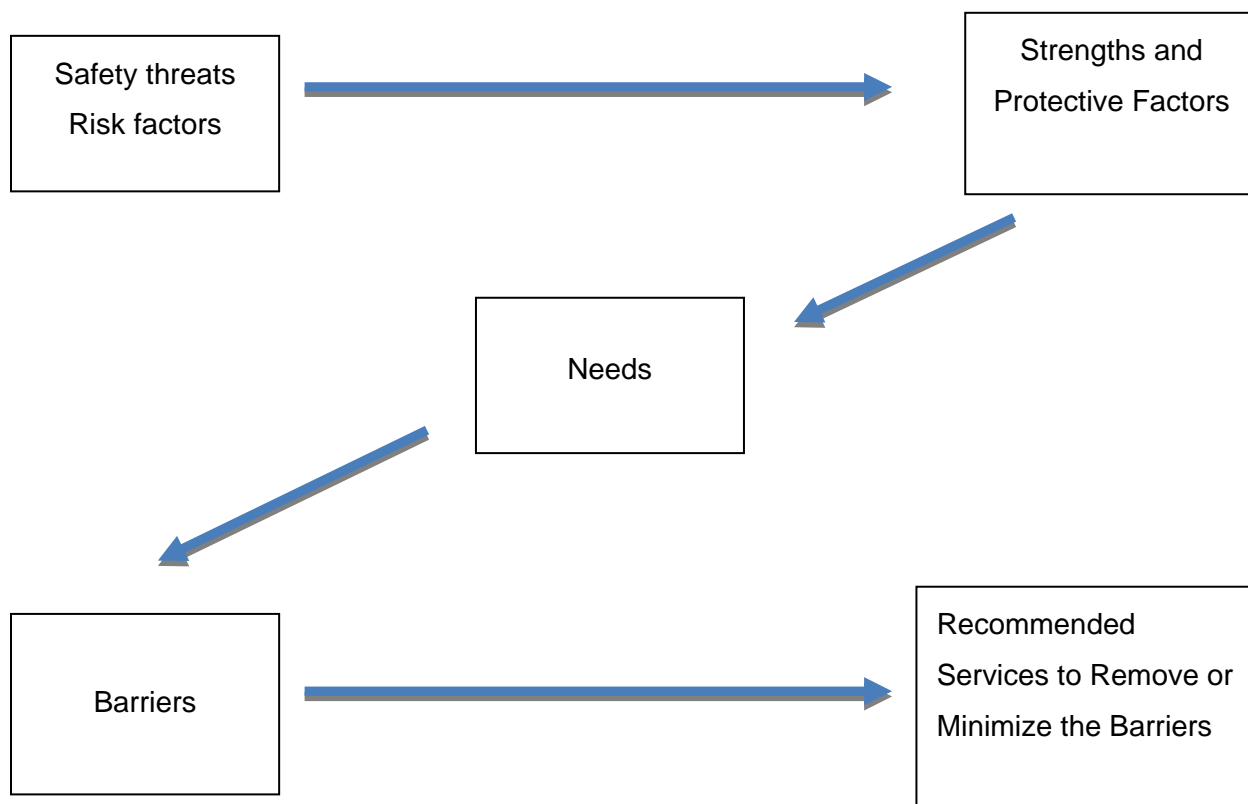 Safety threats
Risk factors
Strengths and
Protective Factors
Needs
Barriers
Recommended
Services to Remove or
Minimize the Barriers